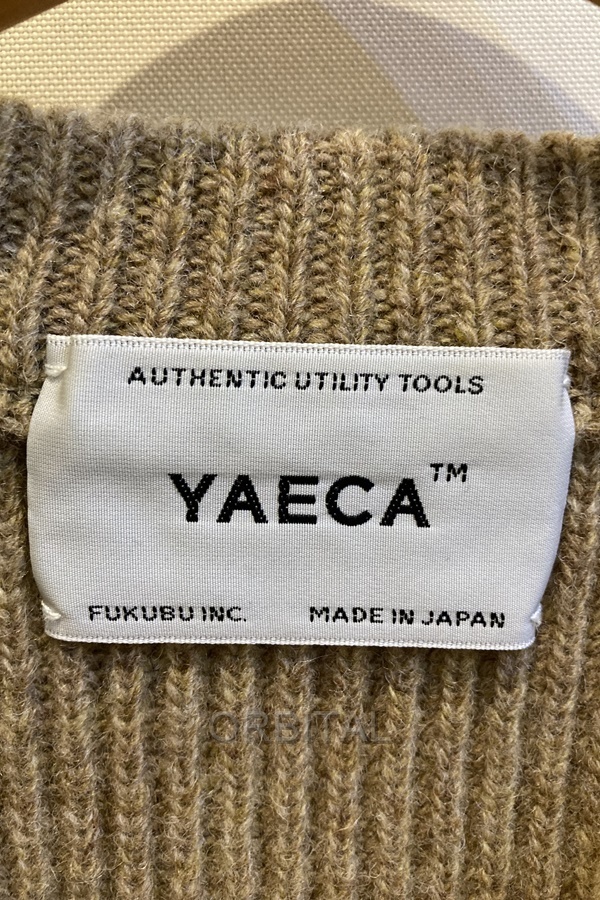 AUTHENTIC UTILITY TOOLS
YAECA™
FUKUBU INC. MADE IN JAPAN
ORBITAL